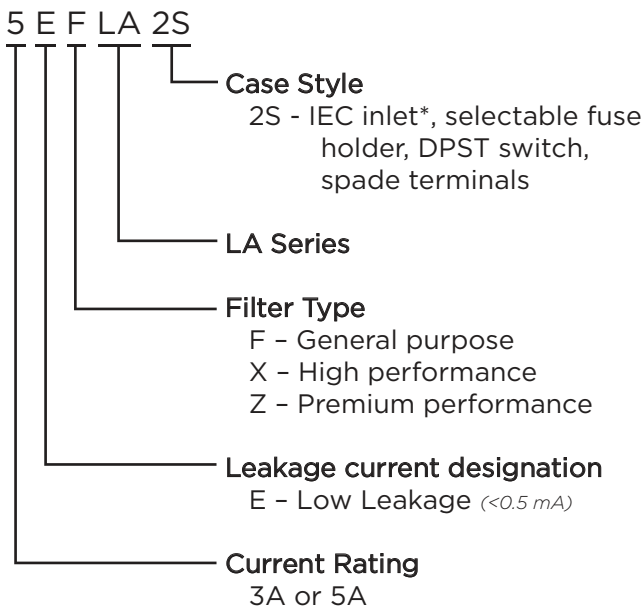 5 E F LA 2S
Case Style
2S - IEC inlet*, selectable fuse
holder, DPST switch,
spade terminals
LA Series
Filter Type
F – General purpose
X – High performance
Z – Premium performance
Leakage current designation
E – Low Leakage (<0.5 mA)
Current Rating
3A or 5A